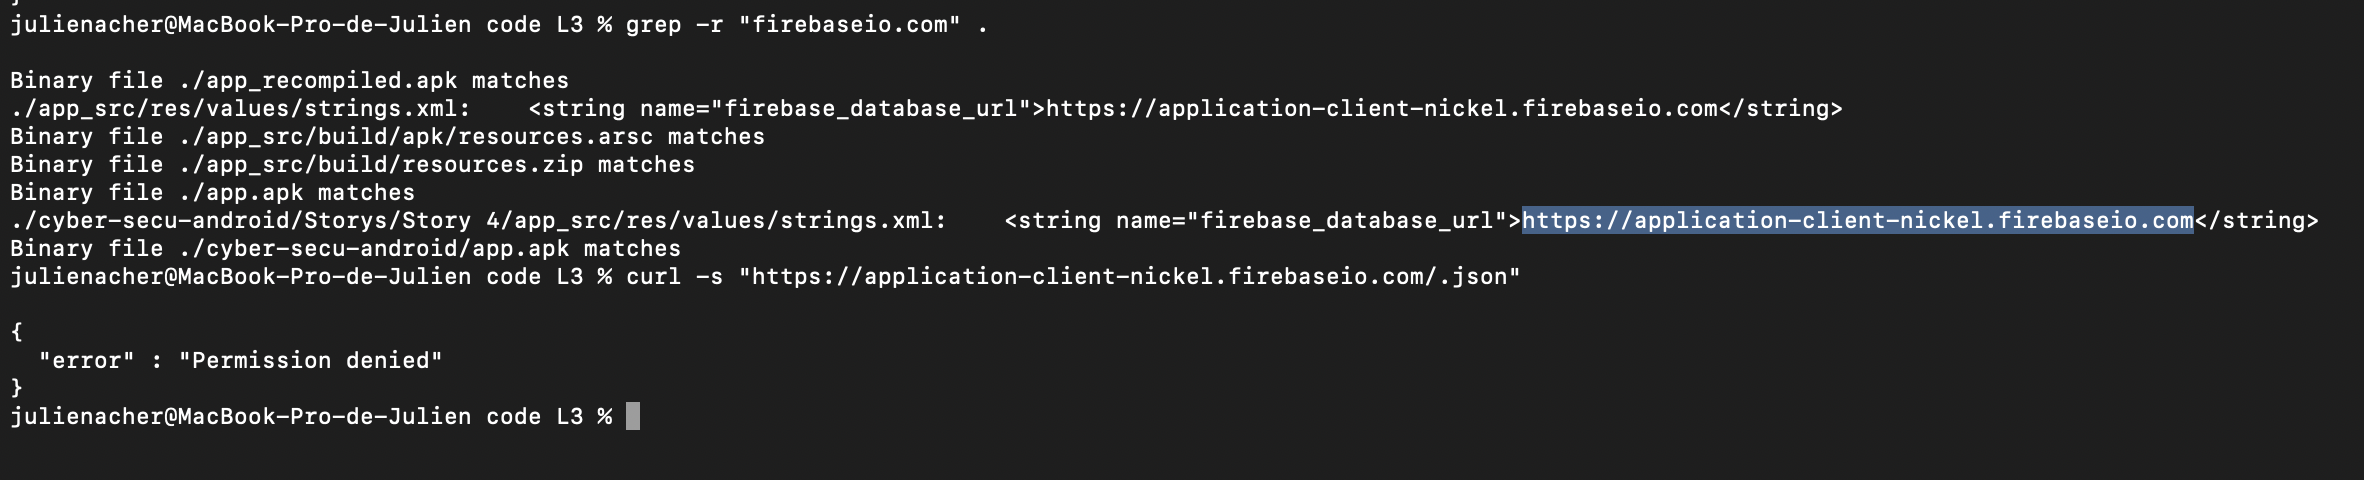 julienacher@MacBook-Pro-de-Julien code L3 % grep -r "firebaseio.com" .
Binary file ./app_recompiled.apk matches
./app_src/res/values/strings.xml:    <string name="firebase_database_url">https://application-client-nickel.firebaseio.com</string>
Binary file ./app_src/build/apk/resources.arsc matches
Binary file ./app_src/build/resources.zip matches
Binary file ./app.apk matches
./cyber-secu-android/Storys/Story 4/app_src/res/values/strings.xml:    <string name="firebase_database_url">https://application-client-nickel.firebaseio.com</string>
Binary file ./cyber-secu-android/app.apk matches
julienacher@MacBook-Pro-de-Julien code L3 % curl -s "https://application-client-nickel.firebaseio.com/.json"
{
  "error" : "Permission denied"
}
julienacher@MacBook-Pro-de-Julien code L3 %